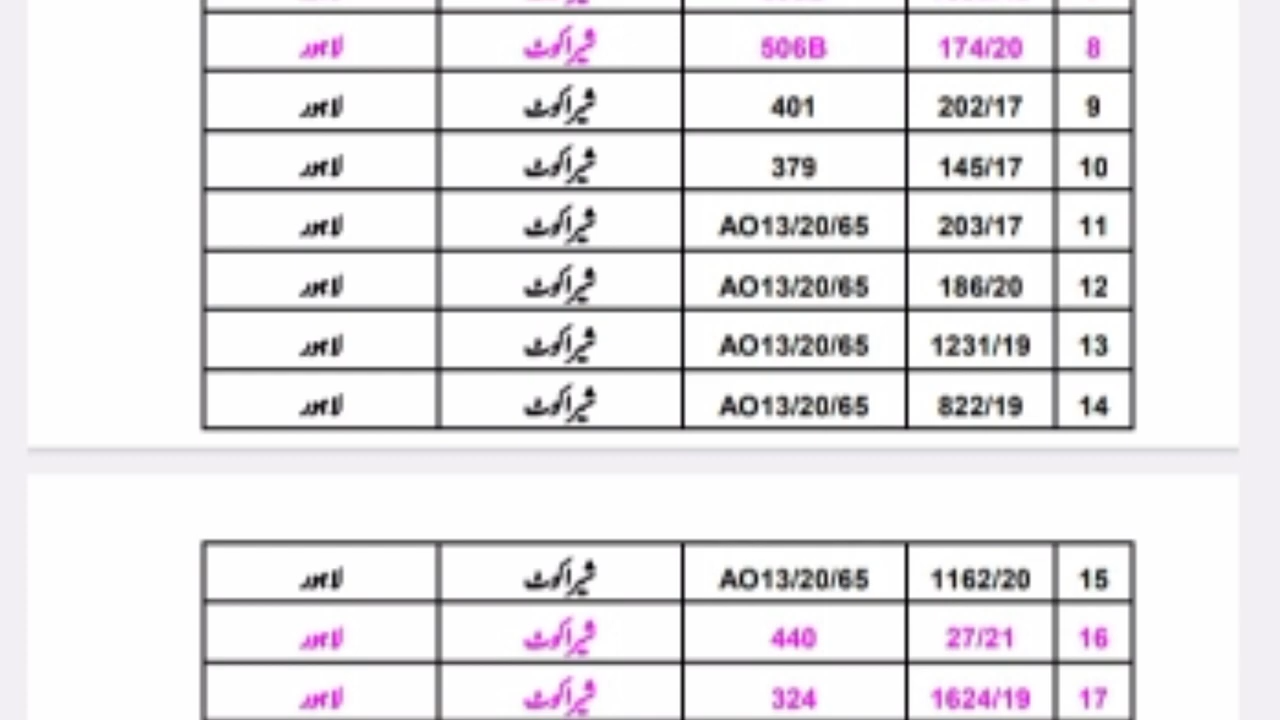 8 174/20 506B شیراکوٹ لاہور
9 202/17 401 شیراکوٹ لاہور
10 145/17 379 شیراکوٹ لاہور
11 203/17 AO13/20/65 شیراکوٹ لاہور
12 186/20 AO13/20/65 شیراکوٹ لاہور
13 1231/19 AO13/20/65 شیراکوٹ لاہور
14 822/19 AO13/20/65 شیراکوٹ لاہور
15 1162/20 AO13/20/65 شیراکوٹ لاہور
16 27/21 440 شیراکوٹ لاہور
17 1624/19 324 شیراکوٹ لاہور